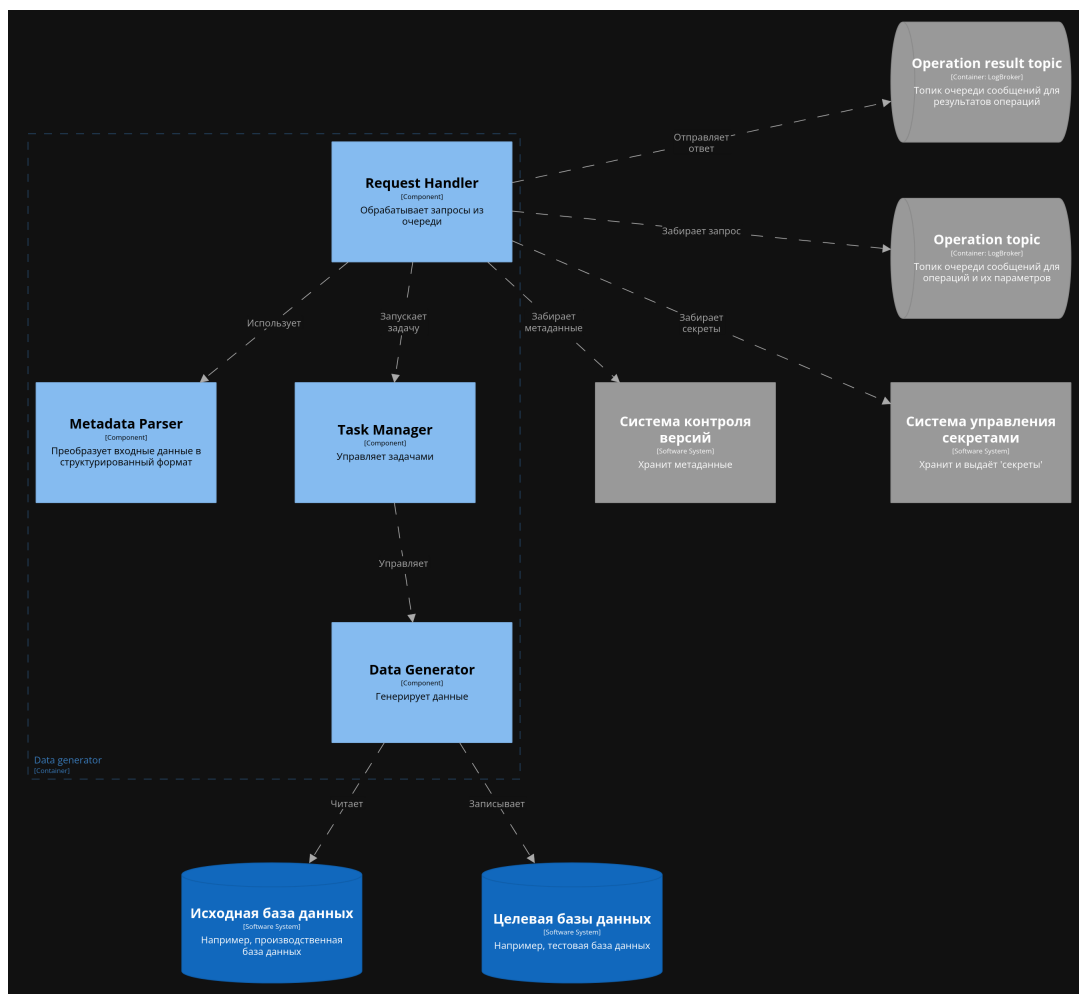 Operation result topic
[Container: LogBroker]
Топик очереди сообщений для
результатов операций
Отправляет
ответ
Request Handler
[Component]
Обрабатывает запросы из
очереди
Забирает запрос
Operation topic
[Container: LogBroker]
Топик очереди сообщений для
операций и их параметров
Использует
Запускает
задачу
Забирает
метаданные
Забирает
секреты
Metadata Parser
[Component]
Преобразует входные данные в
структурированный формат
Task Manager
[Component]
Управляет задачами
Система контроля
версий
[Software System]
Хранит метаданные
Система управления
секретами
[Software System]
Хранит и выдаёт 'секреты'
Управляет
Data Generator
[Component]
Генерирует данные
Data generator
[Container]
Читает
Записывает
Исходная база данных
[Software System]
Например, производственная
база данных
Целевая базы данных
[Software System]
Например, тестовая база данных